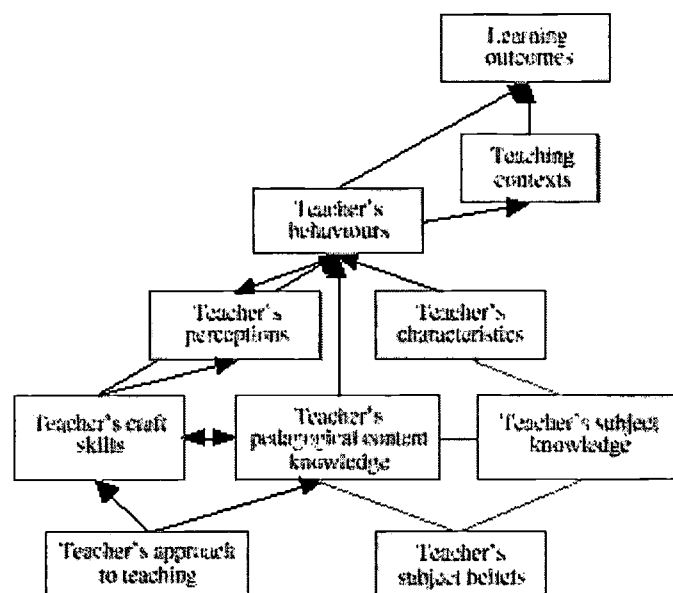 Learning
outcomes
Teaching
contexts
Teacher's
behaviours
Teacher's
perceptions
Teacher's
characteristics
Teacher's craft
skills
Teacher's
pedagogical content
knowledge
Teacher's subject
knowledge
Teacher's approach
to teaching
Teacher's
subject beliefs